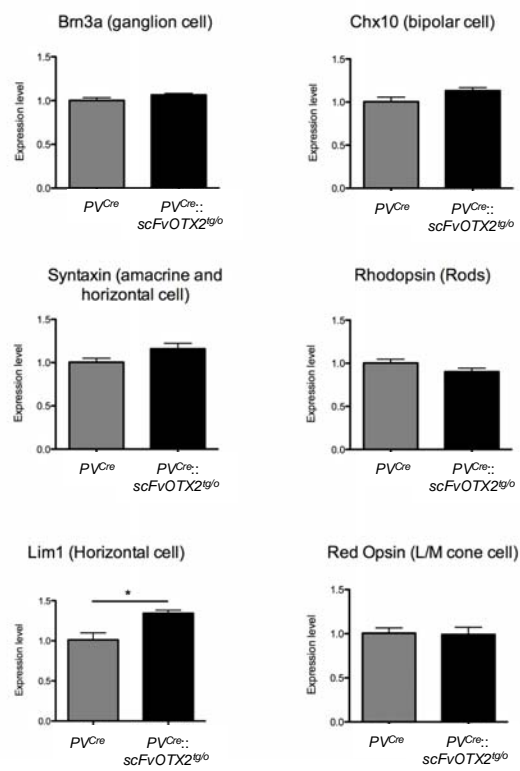 Brn3a (ganglion cell)
Expression level
1.5
1.0
0.5
0.0
PVCre
PVCre::
scFvOTX2tg/o
Chx10 (bipolar cell)
Expression level
1.5
1.0
0.5
0.0
PVCre
PVCre::
scFvOTX2tg/o
Syntaxin (amacrine and
horizontal cell)
Expression level
1.5
1.0
0.5
0.0
PVCre
PVCre::
scFvOTX2tg/o
Rhodopsin (Rods)
Expression level
1.5
1.0
0.5
0.0
PVCre
PVCre::
scFvOTX2tg/o
Lim1 (Horizontal cell)
Expression level
1.5
1.0
0.5
0.0
*
PVCre
PVCre::
scFvOTX2tg/o
Red Opsin (L/M cone cell)
Expression level
1.5
1.0
0.5
0.0
PVCre
PVCre::
scFvOTX2tg/o